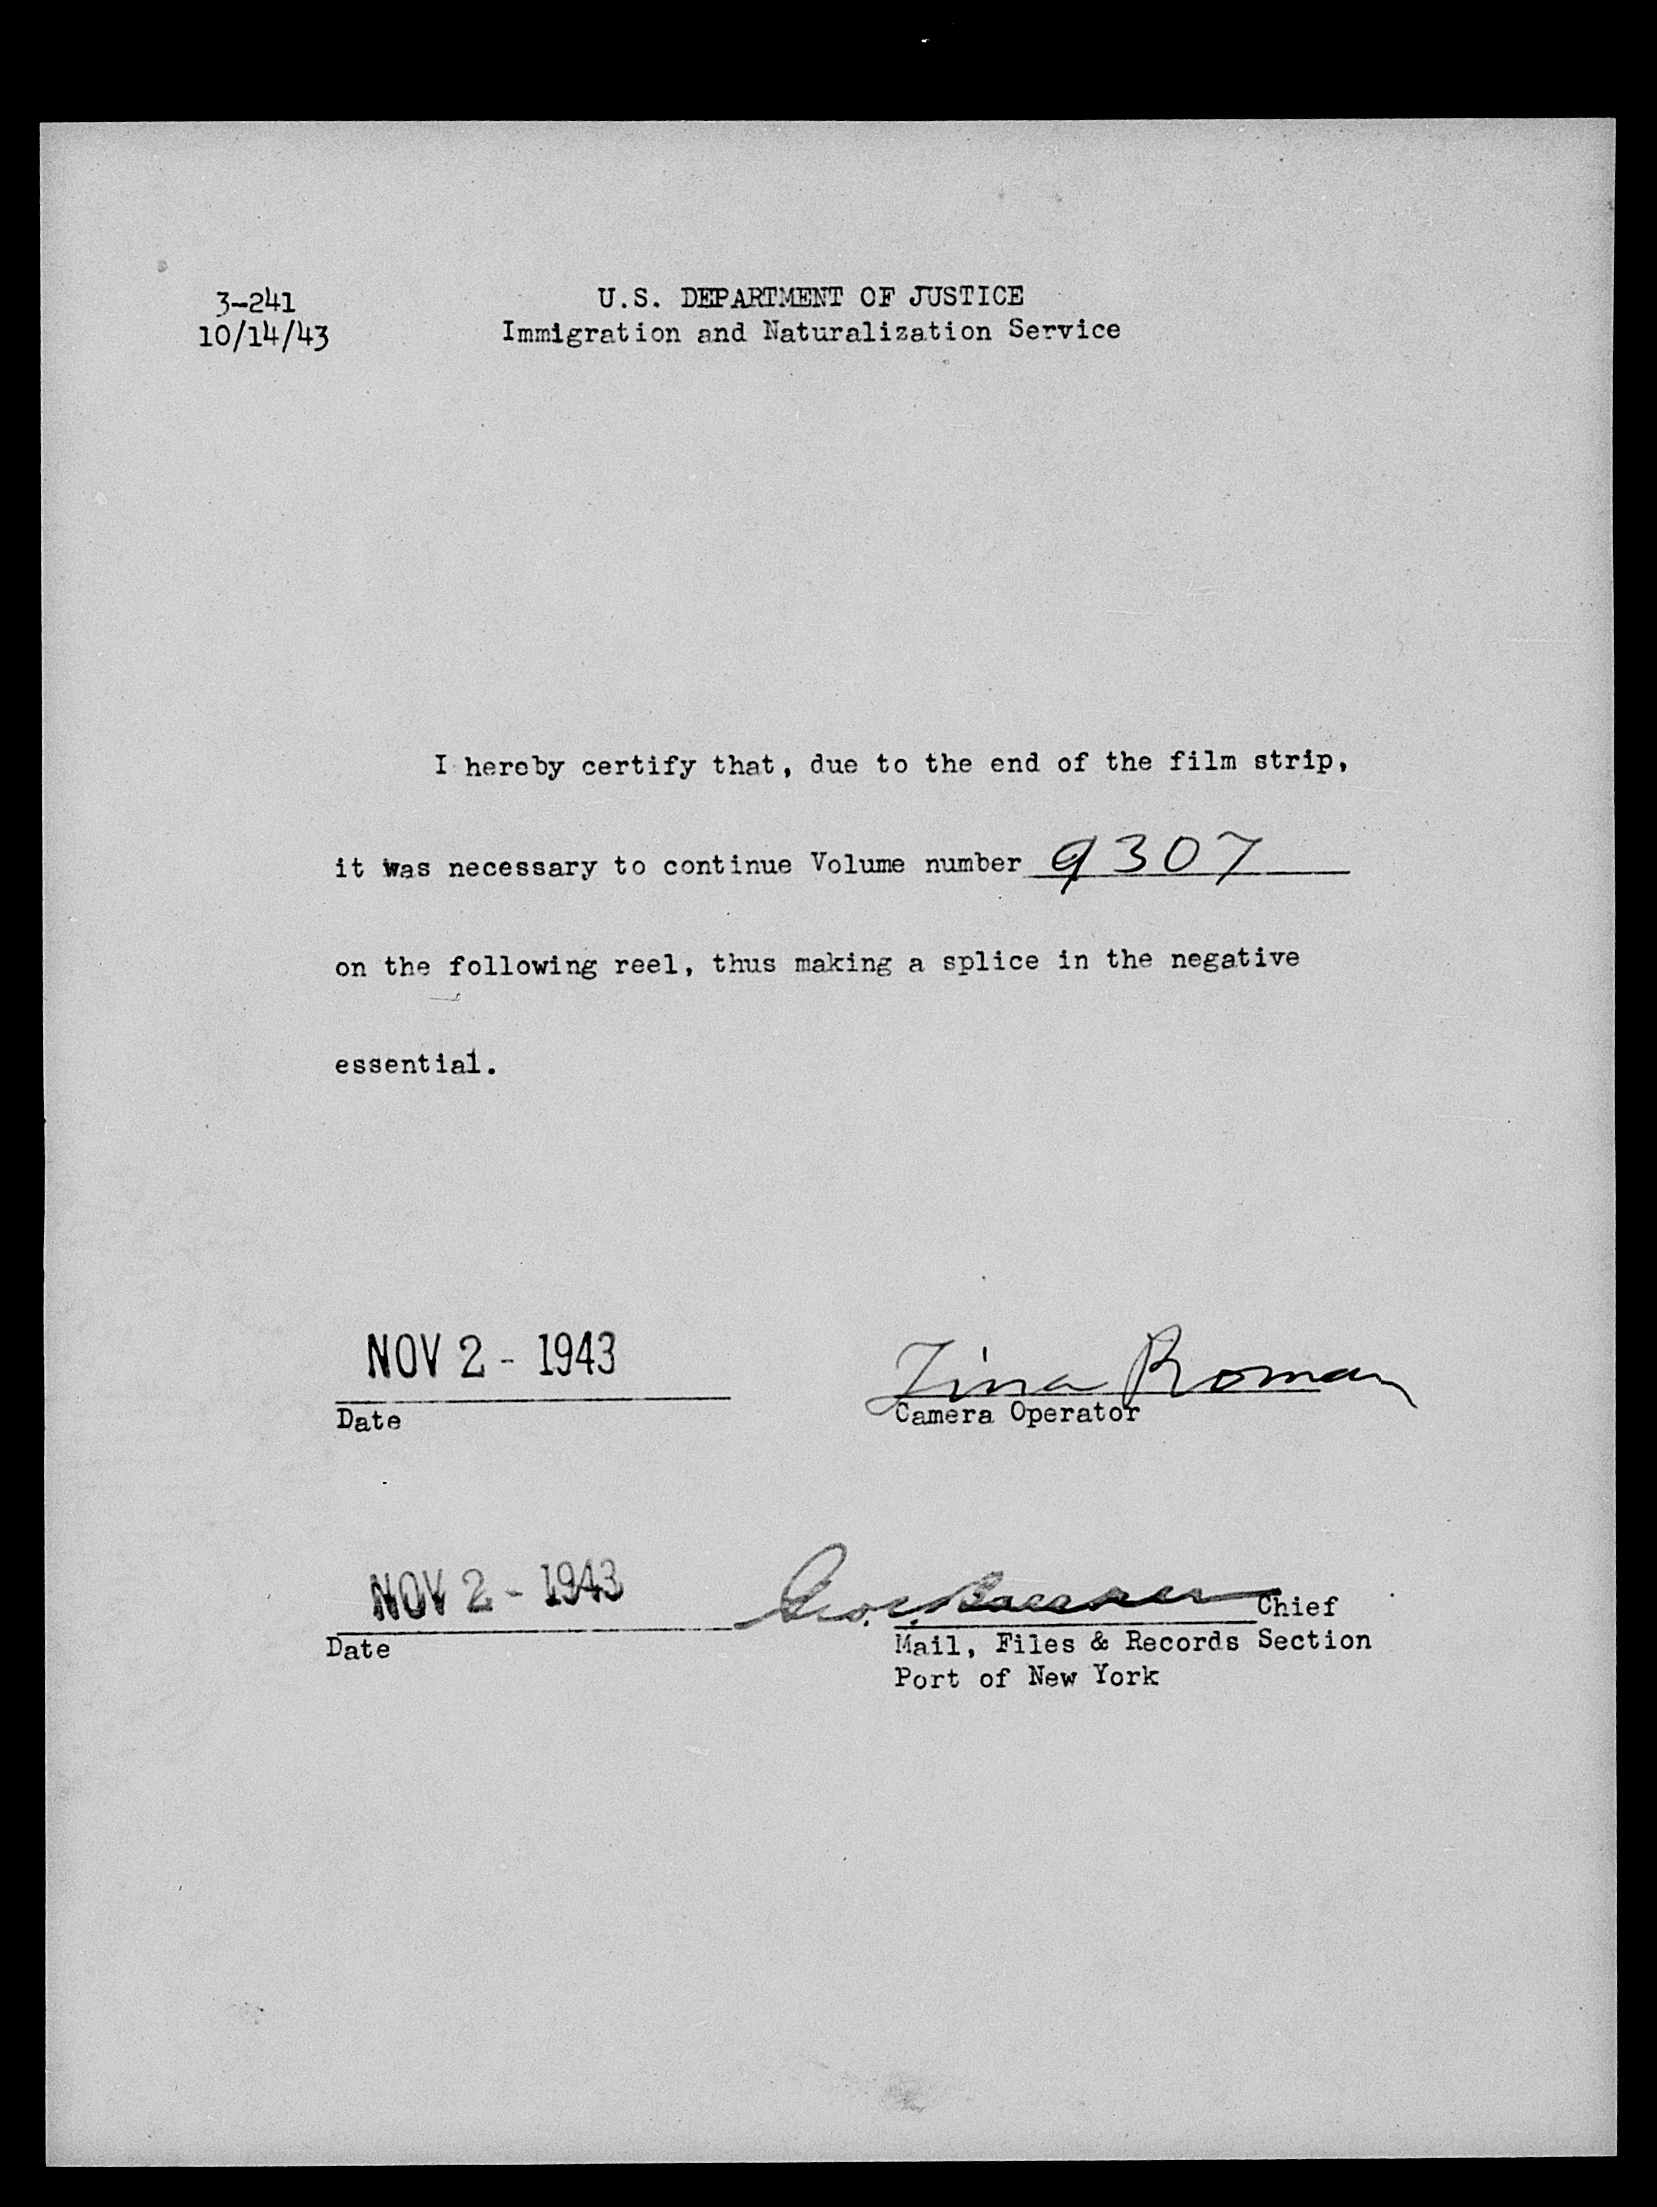 3-241
10/14/43
U.S. DEPARTMENT OF JUSTICE
Immigration and Naturalization Service
I hereby certify that, due to the end of the film strip,
it was necessary to continue Volume number 9307
on the following reel, thus making a splice in the negative
essential.
NOV 2 - 1943
Date
Tina Roman
Camera Operator
NOV 2 - 1943
Date
Geo. Chief
Mail, Files & Records Section
Port of New York